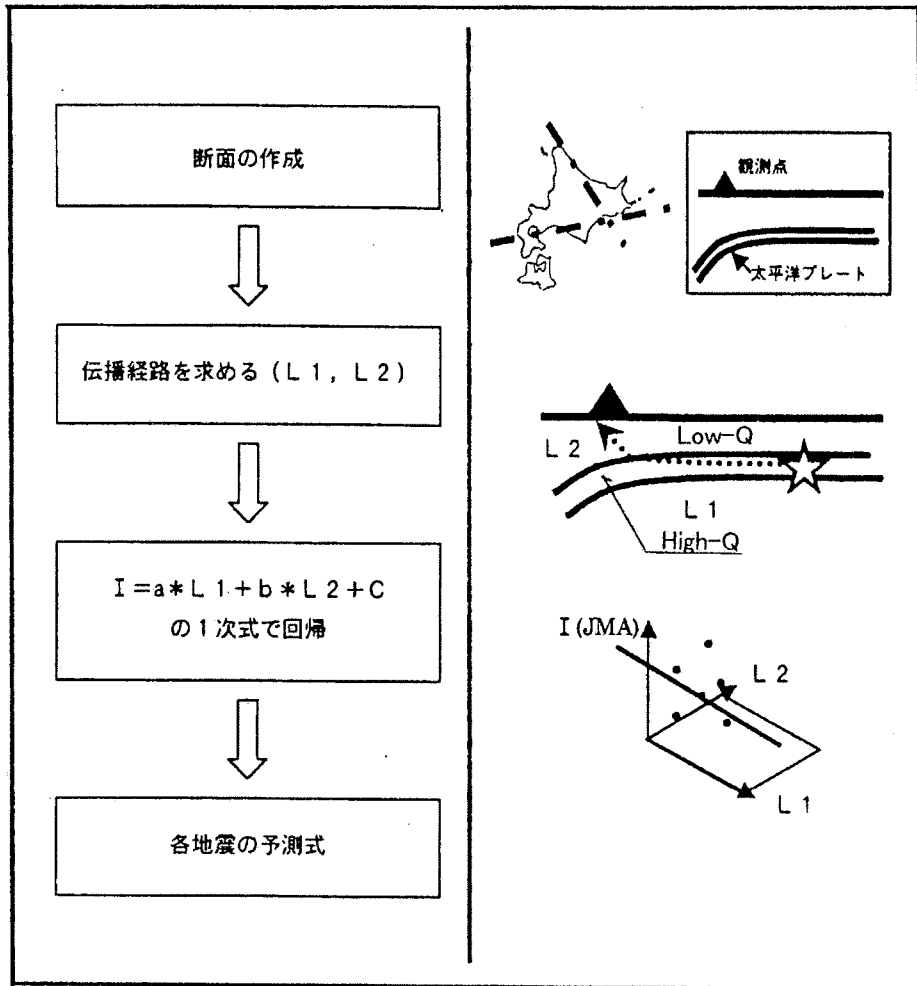 断面の作成
伝播経路を求める（Ｌ１，Ｌ２）
Ｉ＝a＊Ｌ１＋b＊Ｌ２＋C
の１次式で回帰
各地震の予測式
観測点
太平洋プレート
Ｌ２
Low-Q
Ｌ１
High-Q
I (JMA)
Ｌ２
Ｌ１